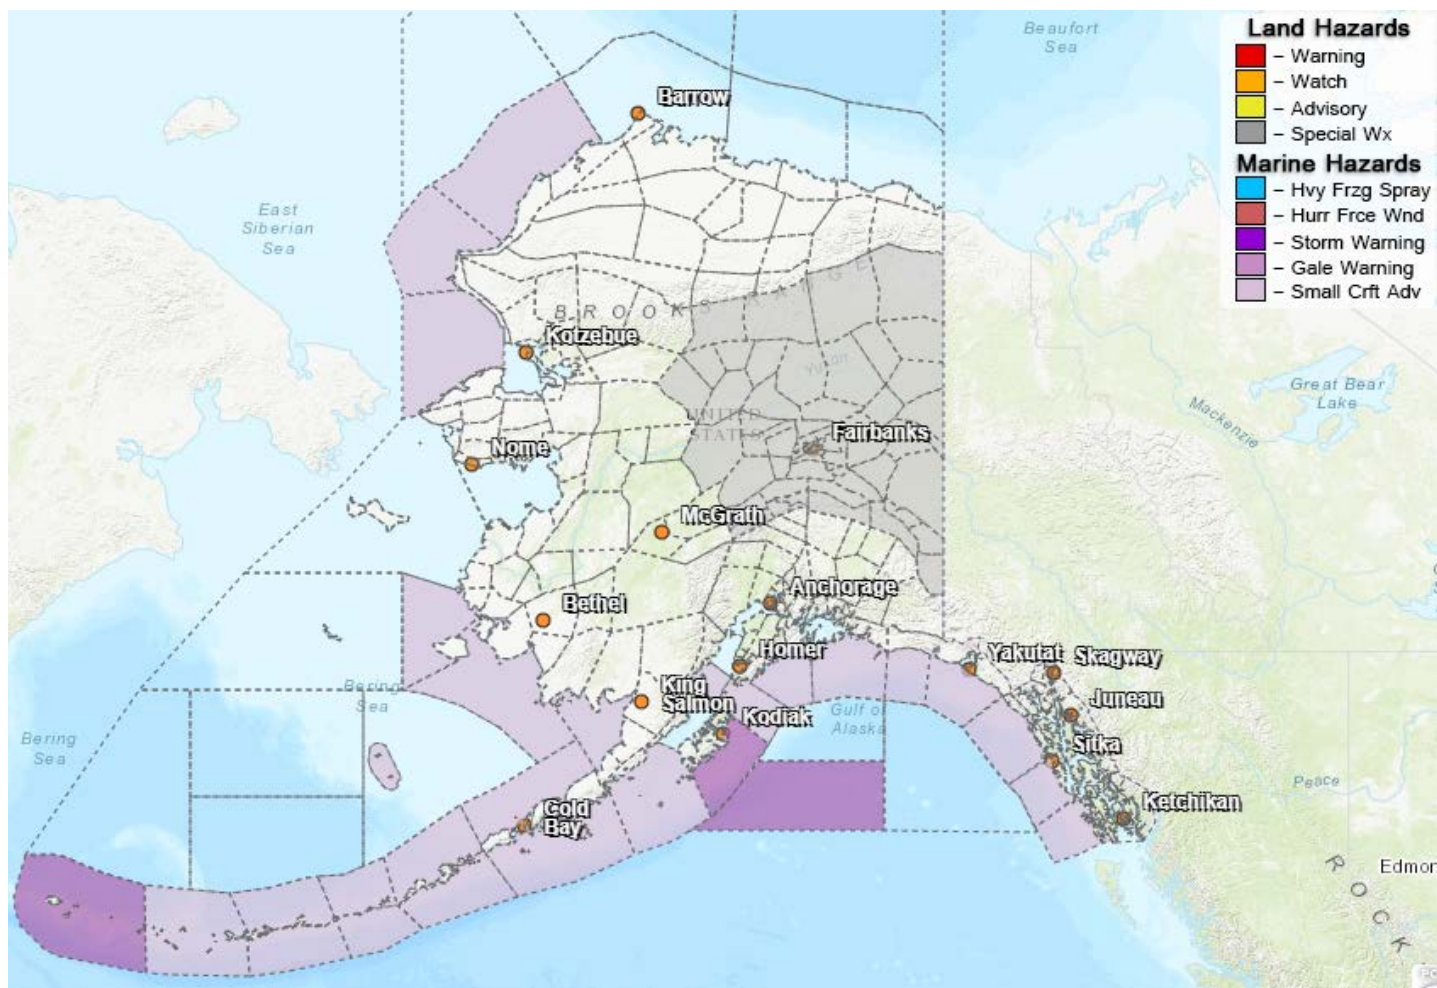 Beaufort
Sea
Land Hazards
– Warning
– Watch
– Advisory
– Special Wx
Marine Hazards
– Hvy Frzg Spray
– Hurr Frce Wnd
– Storm Warning
– Gale Warning
– Small Crft Adv
Barrow
East
Siberian
Sea
BROOKS RANGE
Kotzebue
Yukon
Great Bear
Lake
Mackenzie
UNITED
STATES
Fairbanks
Nome
McGrath
Anchorage
Bethel
Homer
Yakutat
Skagway
Bering
Sea
King
Salmon
Kodiak
Gulf of
Alaska
Juneau
Sitka
Bering
Sea
Peace
Cold
Bay
Ketchikan
Edmon
ROCK